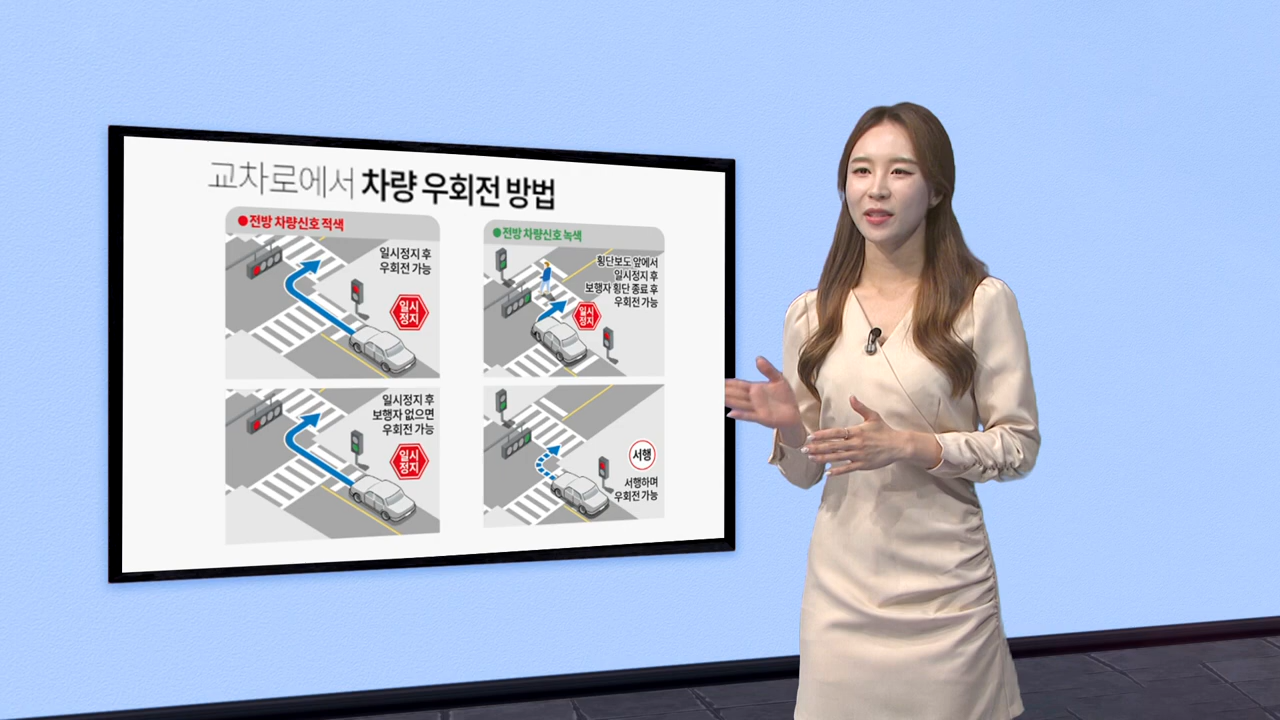 교차로에서 차량 우회전 방법
●전방 차량신호 적색
일시정지 후
우회전 가능
일시
정지
●전방 차량신호 녹색
횡단보도 앞에서
일시정지 후
보행자 횡단 종료 후
우회전 가능
일시
정지
일시정지 후
보행자 없으면
우회전 가능
일시
정지
서행
서행하며
우회전 가능